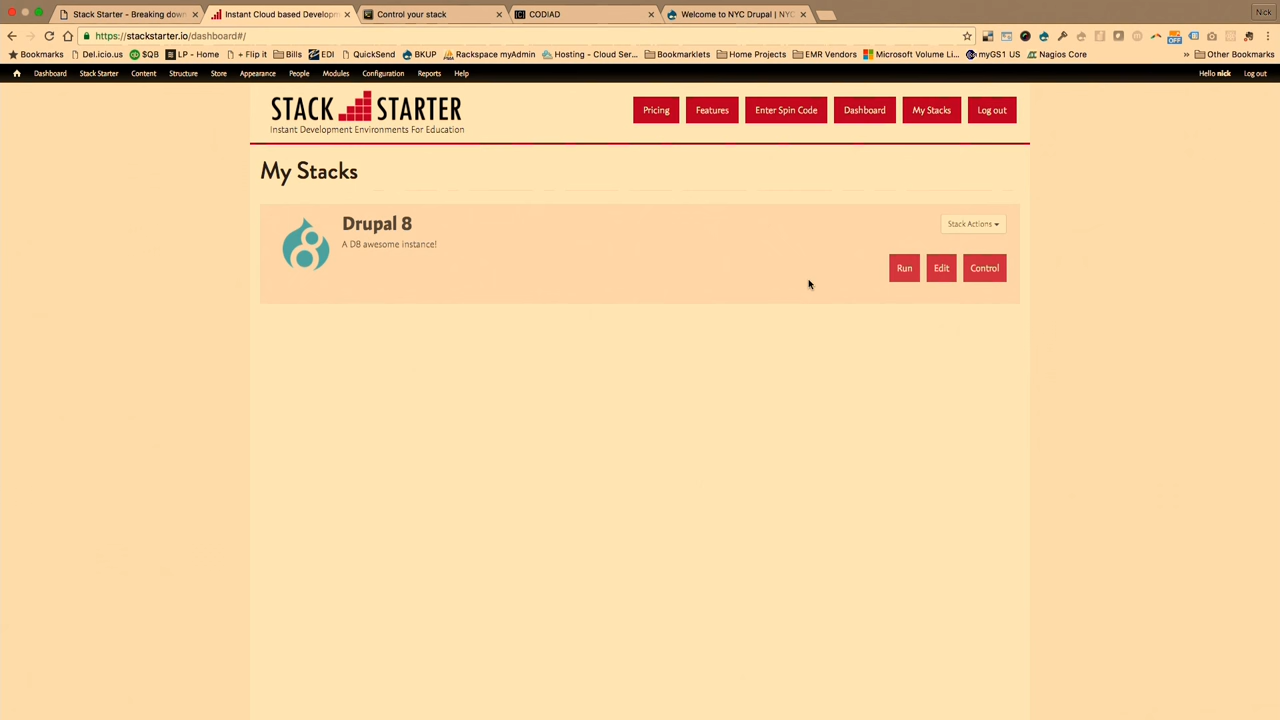 Stack Starter - Breaking down
Instant Cloud based Developm
Control your stack
CODIAD
Welcome to NYC Drupal | NYC
Nick
https://stackstarter.io/dashboard#/
Bookmarks
Del.icio.us
$QB
LP - Home
+ Flip it
Bills
EDI
QuickSend
BKUP
Rackspace myAdmin
Hosting - Cloud Ser...
Bookmarklets
Home Projects
EMR Vendors
Microsoft Volume Li...
myGS1 US
Nagios Core
»
Other Bookmarks
OFF
Dashboard
Stack Starter
Content
Structure
Store
Appearance
People
Modules
Configuration
Reports
Help
Hello nick
Log out
STACK STARTER
Instant Development Environments For Education
Pricing
Features
Enter Spin Code
Dashboard
My Stacks
Log out
My Stacks
Drupal 8
A D8 awesome instance!
Stack Actions
Run
Edit
Control